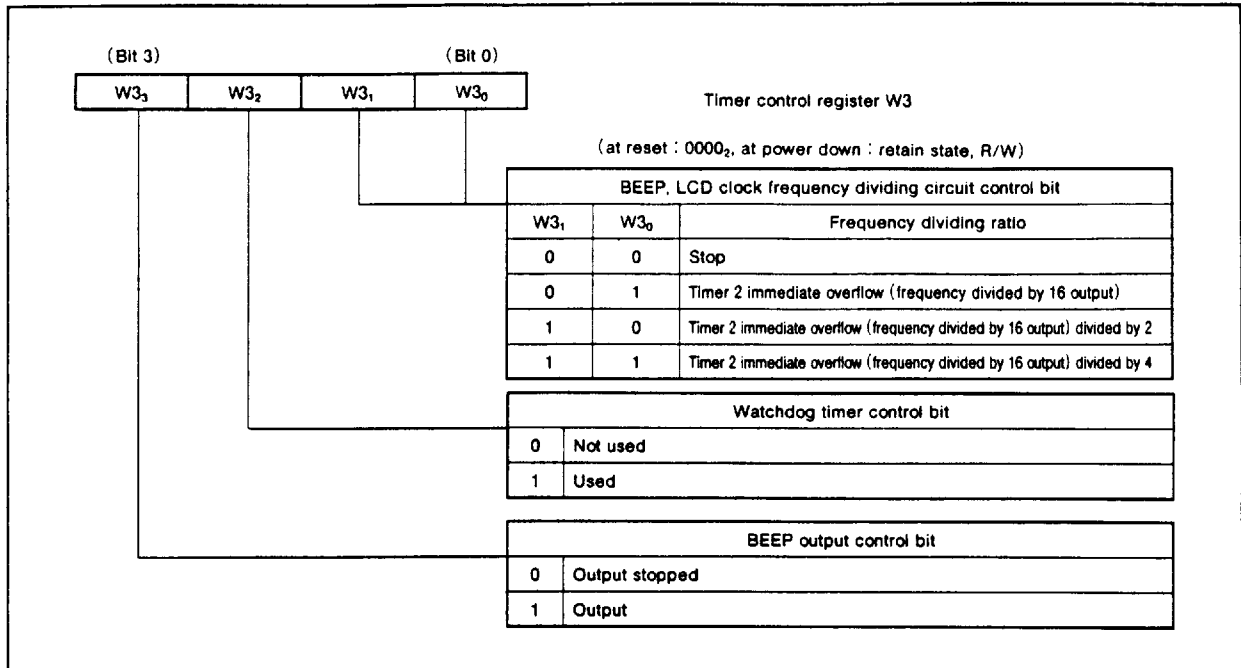 (Bit 3) (Bit 0)
W3₃ W3₂ W3₁ W3₀
Timer control register W3
(at reset : 0000₂, at power down : retain state, R/W)
BEEP, LCD clock frequency dividing circuit control bit
W3₁ W3₀ Frequency dividing ratio
0 0 Stop
0 1 Timer 2 immediate overflow (frequency divided by 16 output)
1 0 Timer 2 immediate overflow (frequency divided by 16 output) divided by 2
1 1 Timer 2 immediate overflow (frequency divided by 16 output) divided by 4
Watchdog timer control bit
0 Not used
1 Used
BEEP output control bit
0 Output stopped
1 Output